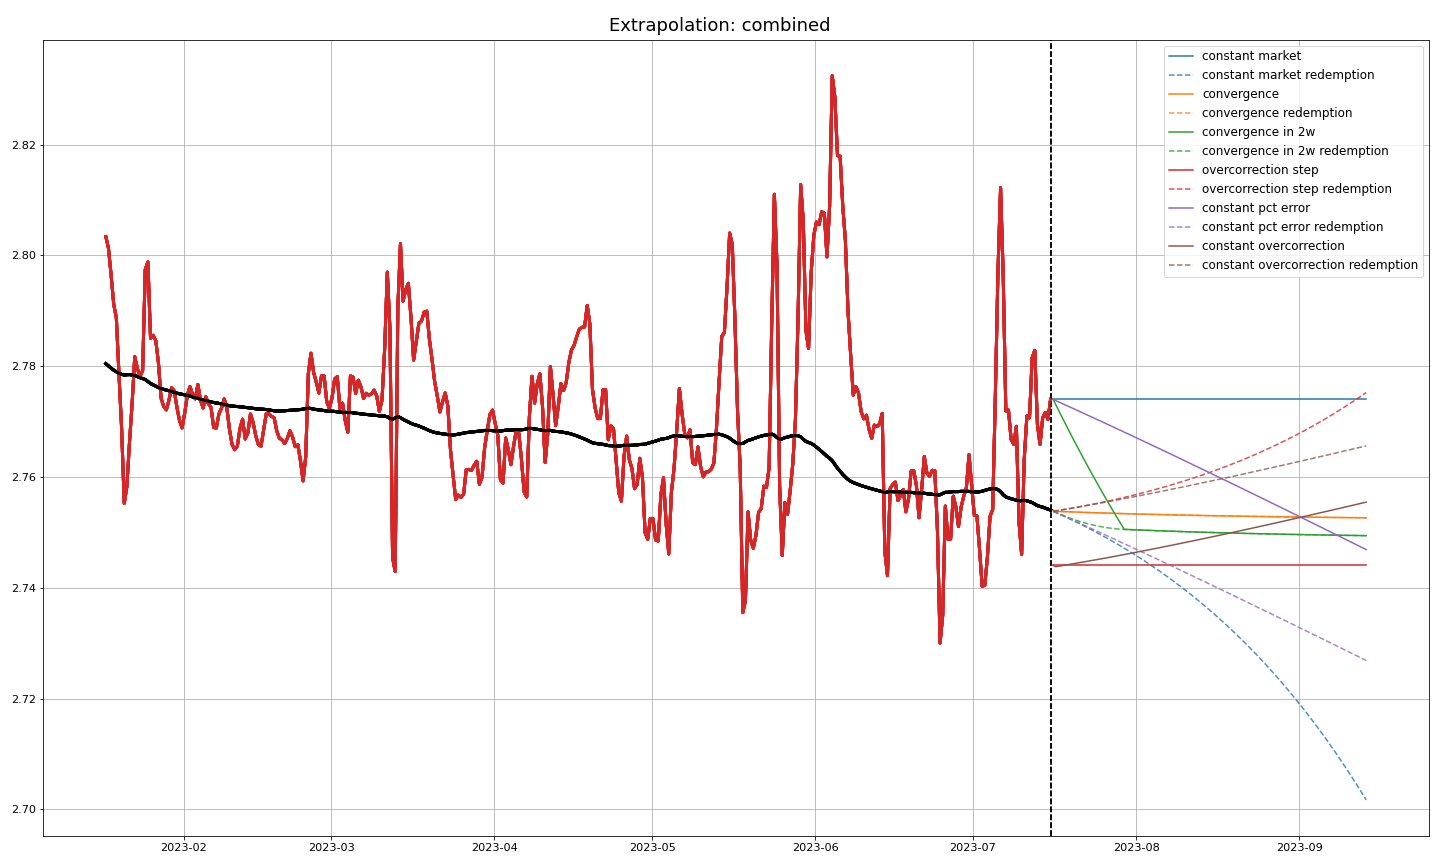 Extrapolation: combined
constant market
constant market redemption
convergence
convergence redemption
convergence in 2w
convergence in 2w redemption
overcorrection step
overcorrection step redemption
constant pct error
constant pct error redemption
constant overcorrection
constant overcorrection redemption
2.82
2.80
2.78
2.76
2.74
2.72
2.70
2023-02 2023-03 2023-04 2023-05 2023-06 2023-07 2023-08 2023-09